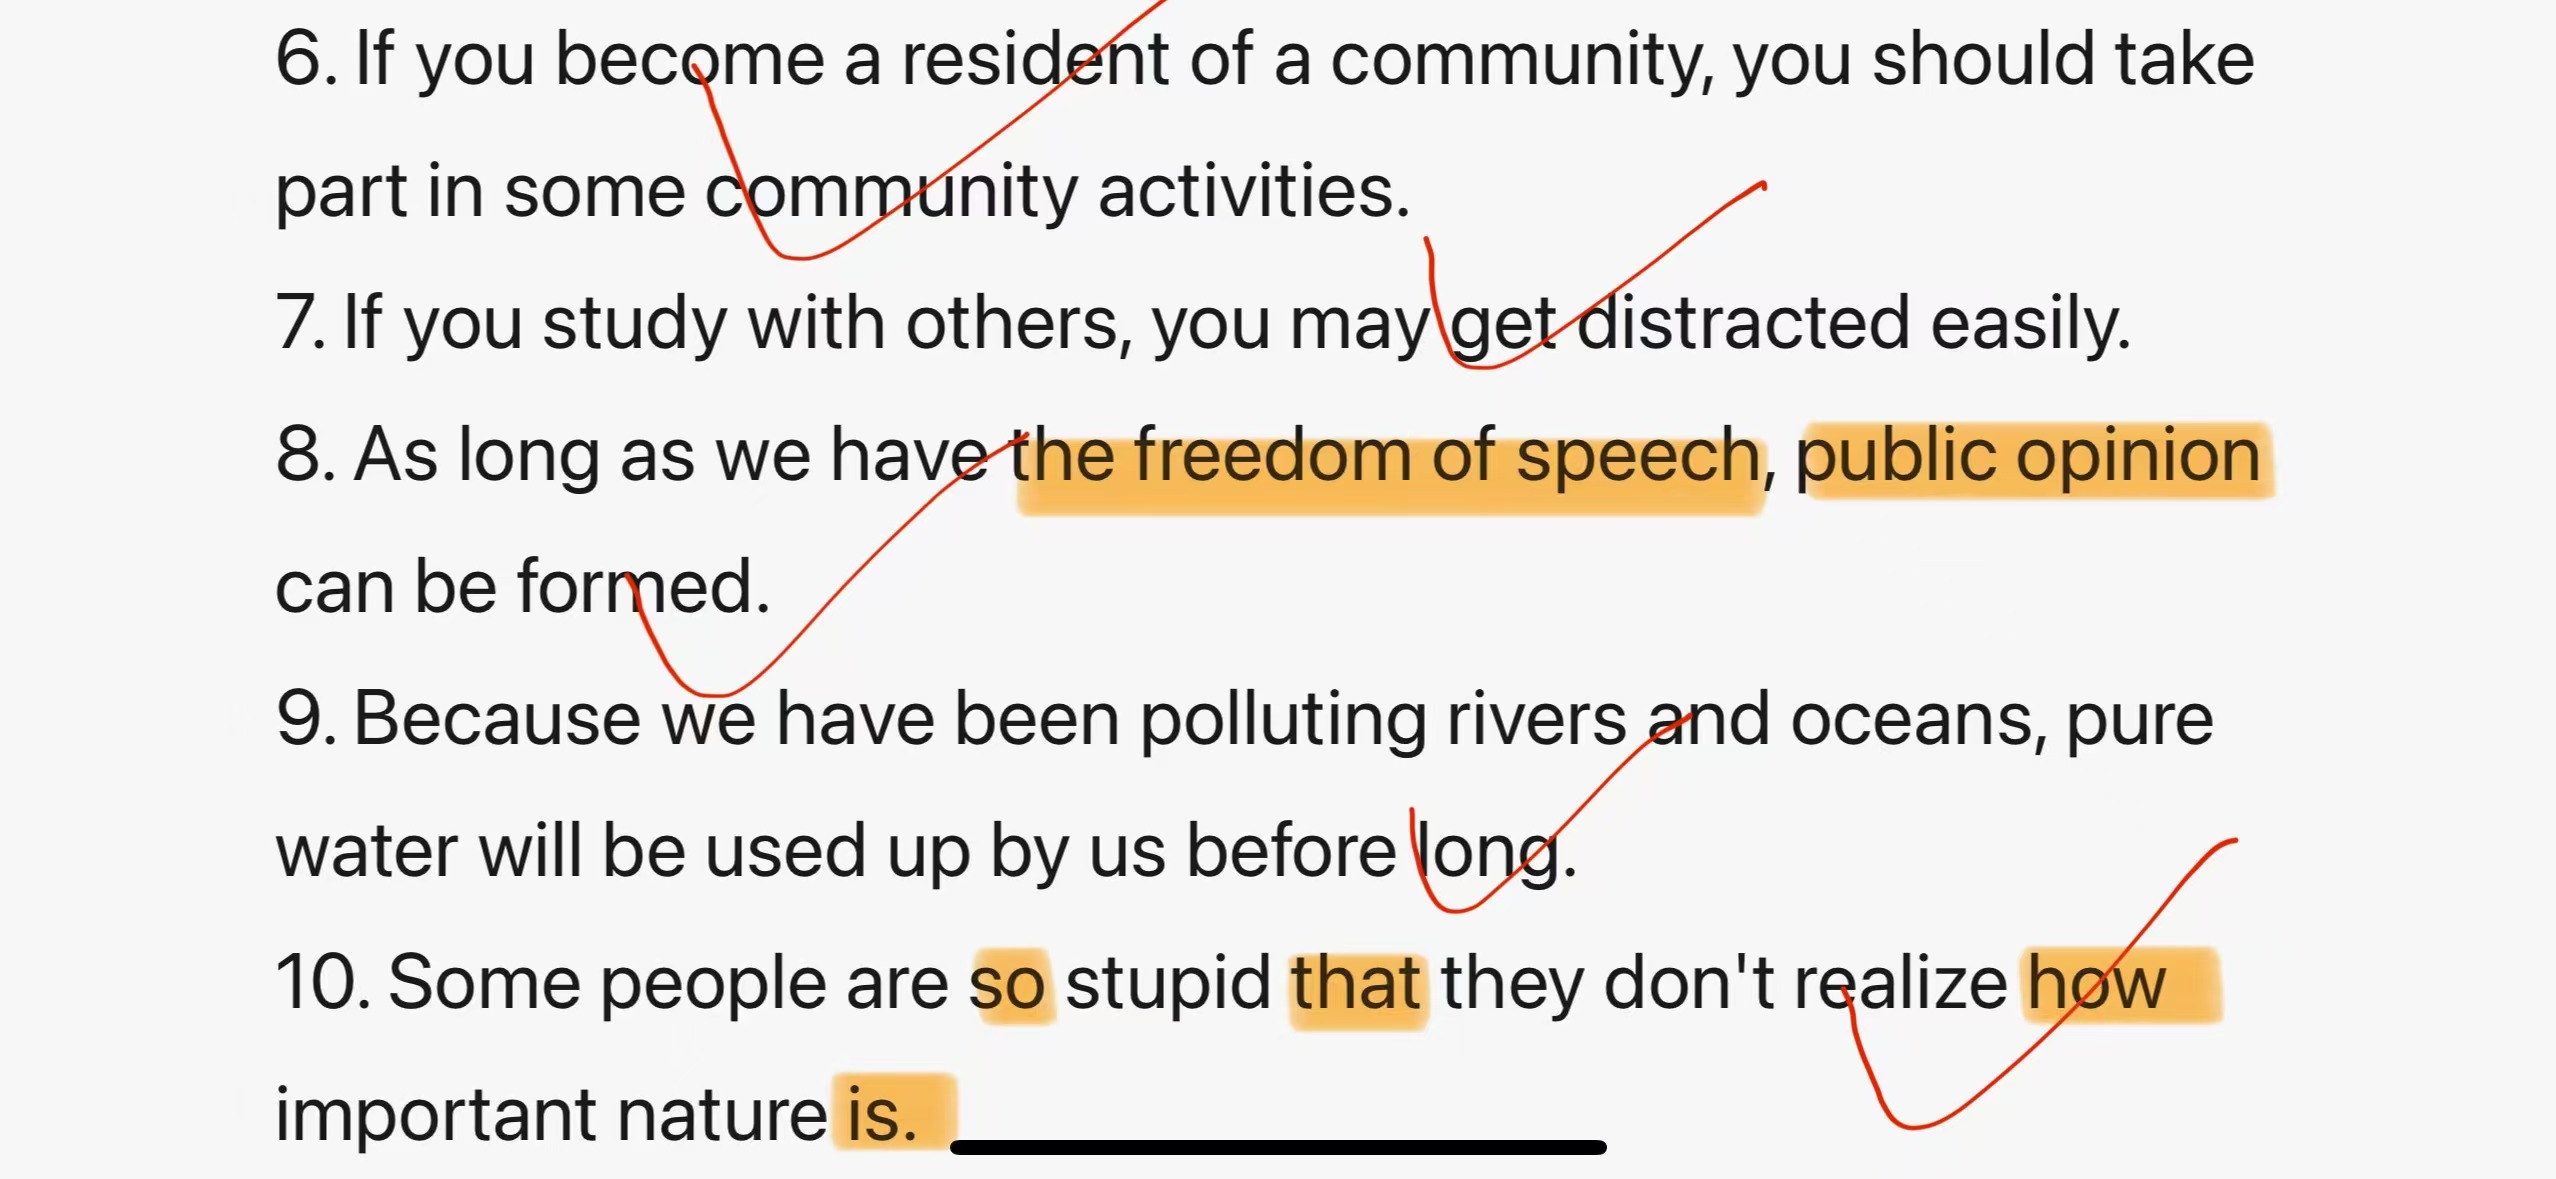 6. If you become a resident of a community, you should take
part in some community activities.
7. If you study with others, you may get distracted easily.
8. As long as we have the freedom of speech, public opinion
can be formed.
9. Because we have been polluting rivers and oceans, pure
water will be used up by us before long.
10. Some people are so stupid that they don't realize how
important nature is.